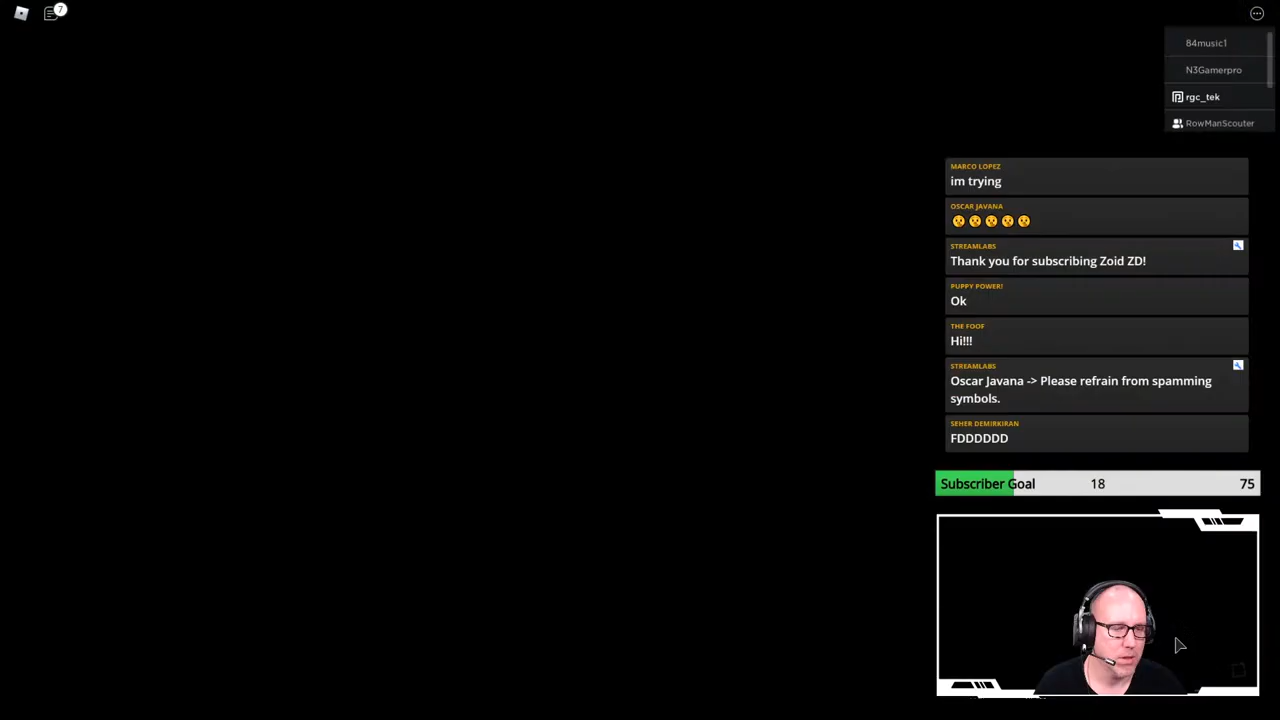 7
84music1
N3Gamerpro
rgc_tek
RowManScouter
MARCO LOPEZ
im trying
OSCAR JAVANA
STREAMLABS
Thank you for subscribing Zoid ZD!
PUPPY POWER!
Ok
THE FOOF
Hi!!!
STREAMLABS
Oscar Javana -> Please refrain from spamming
symbols.
SEHER DEMIRKIRAN
FDDDDDD
Subscriber Goal 18 75